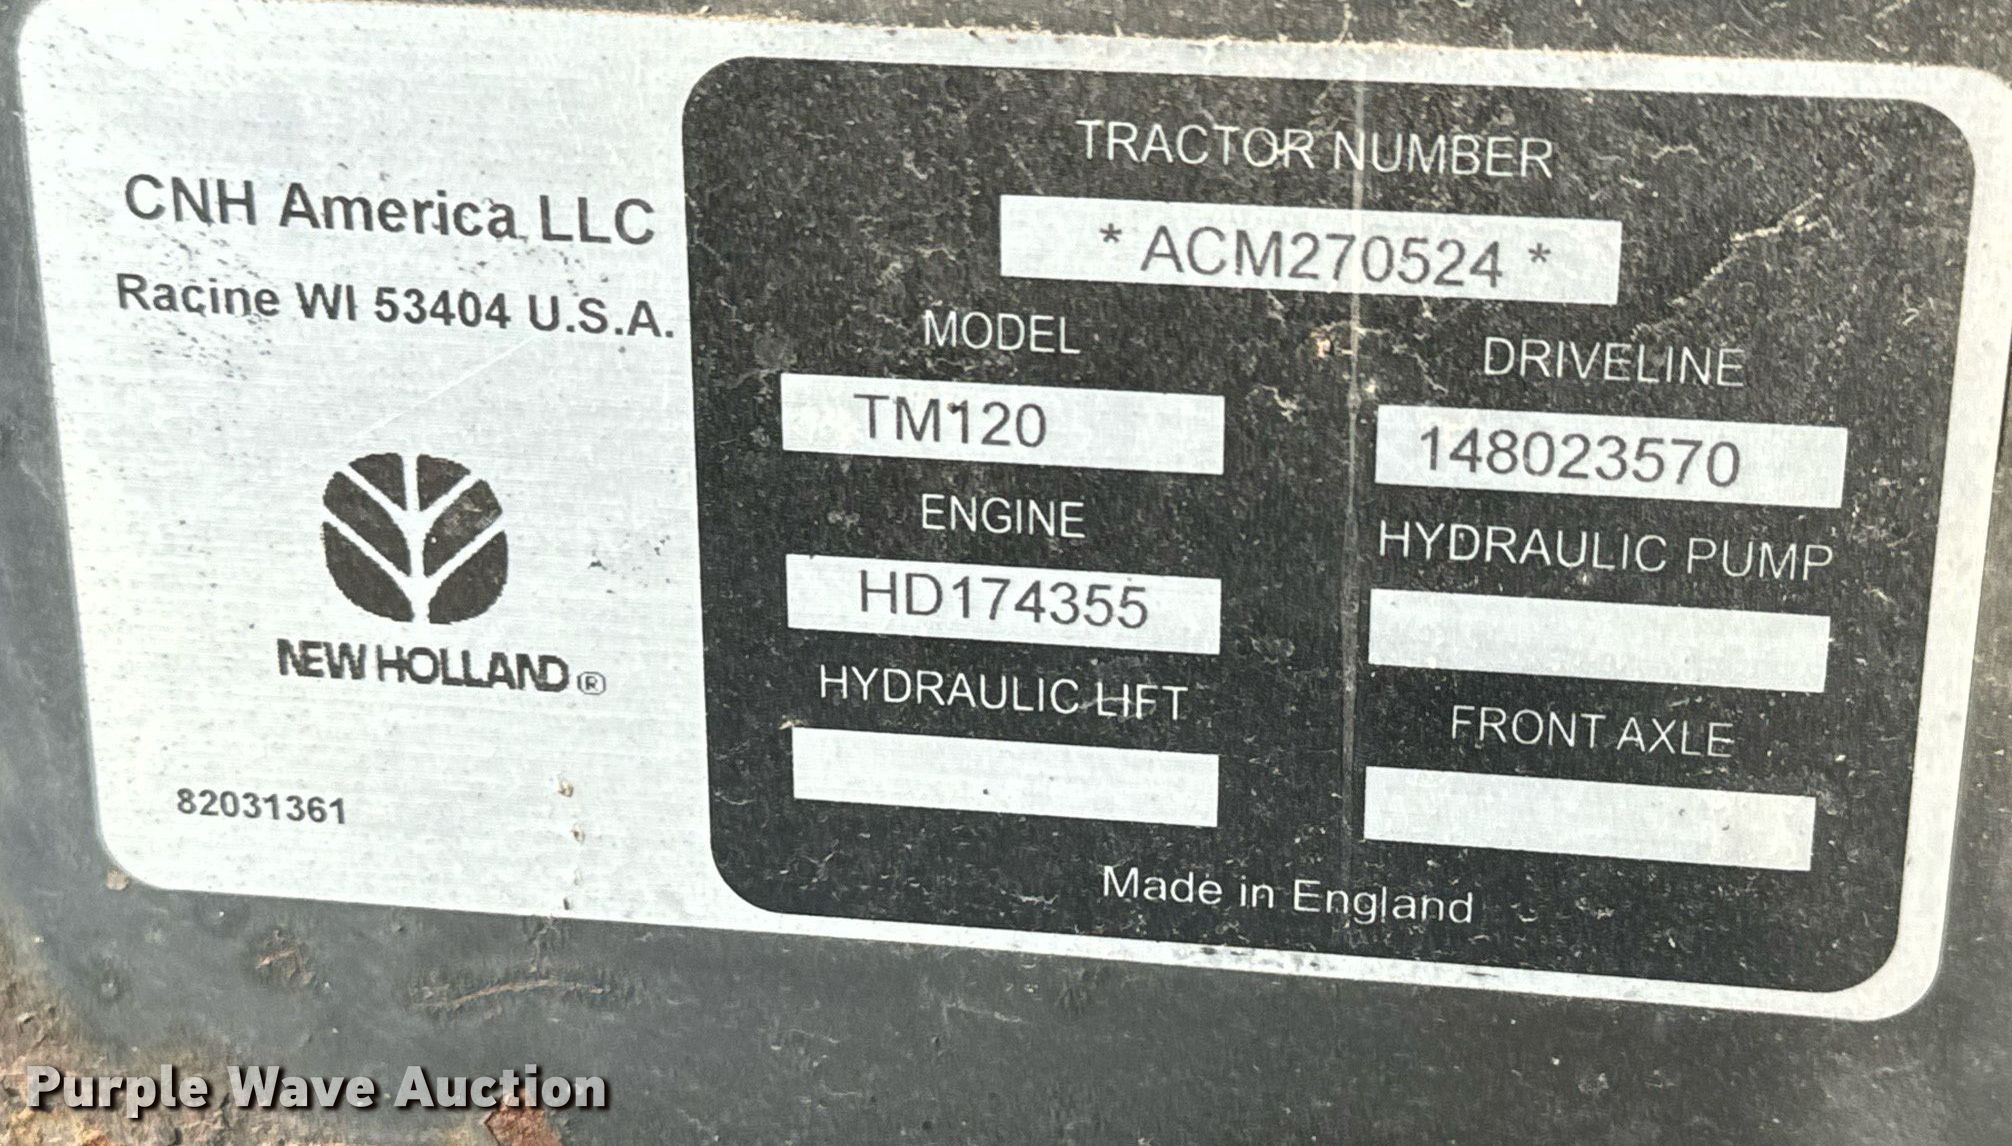 CNH America LLC
Racine WI 53404 U.S.A.
NEW HOLLAND ®
82031361
TRACTOR NUMBER
* ACM270524 *
MODEL
TM120
DRIVELINE
148023570
ENGINE
HD174355
HYDRAULIC PUMP
HYDRAULIC LIFT
FRONT AXLE
Made in England
Purple Wave Auction